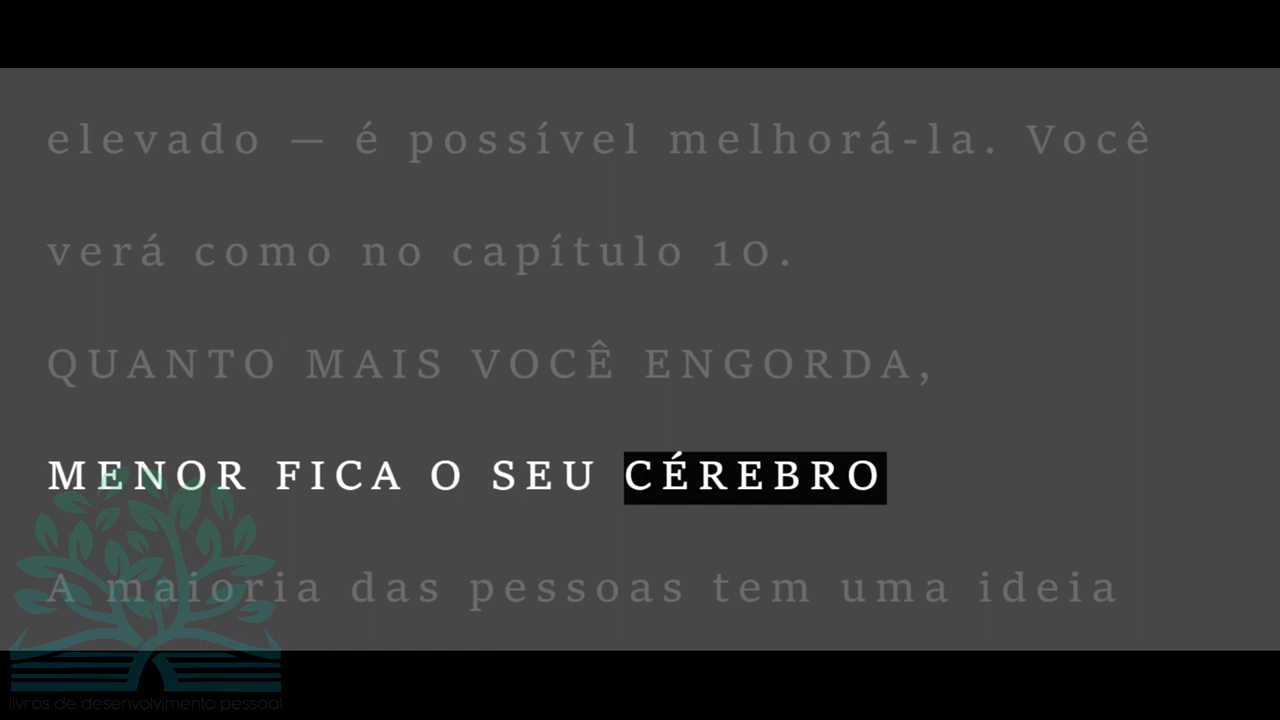 elevado — é possível melhorá-la. Você
verá como no capítulo 10.
QUANTO MAIS VOCÊ ENGORDA,
MENOR FICA O SEU CÉREBRO
A maioria das pessoas tem uma ideia
livros de desenvolvimento pessoal